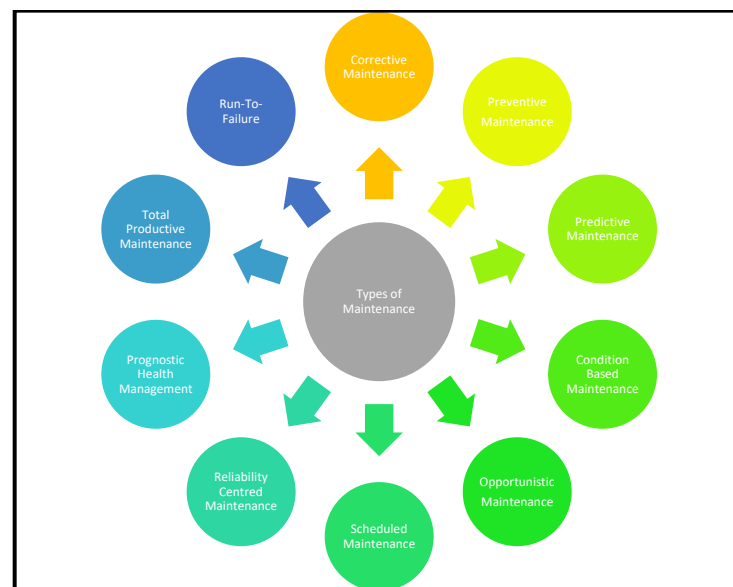 Corrective
Maintenance
Preventive
Maintenance
Predictive
Maintenance
Condition
Based
Maintenance
Opportunistic
Maintenance
Scheduled
Maintenance
Reliability
Centred
Maintenance
Prognostic
Health
Management
Total
Productive
Maintenance
Run-To-
Failure
Types of
Maintenance